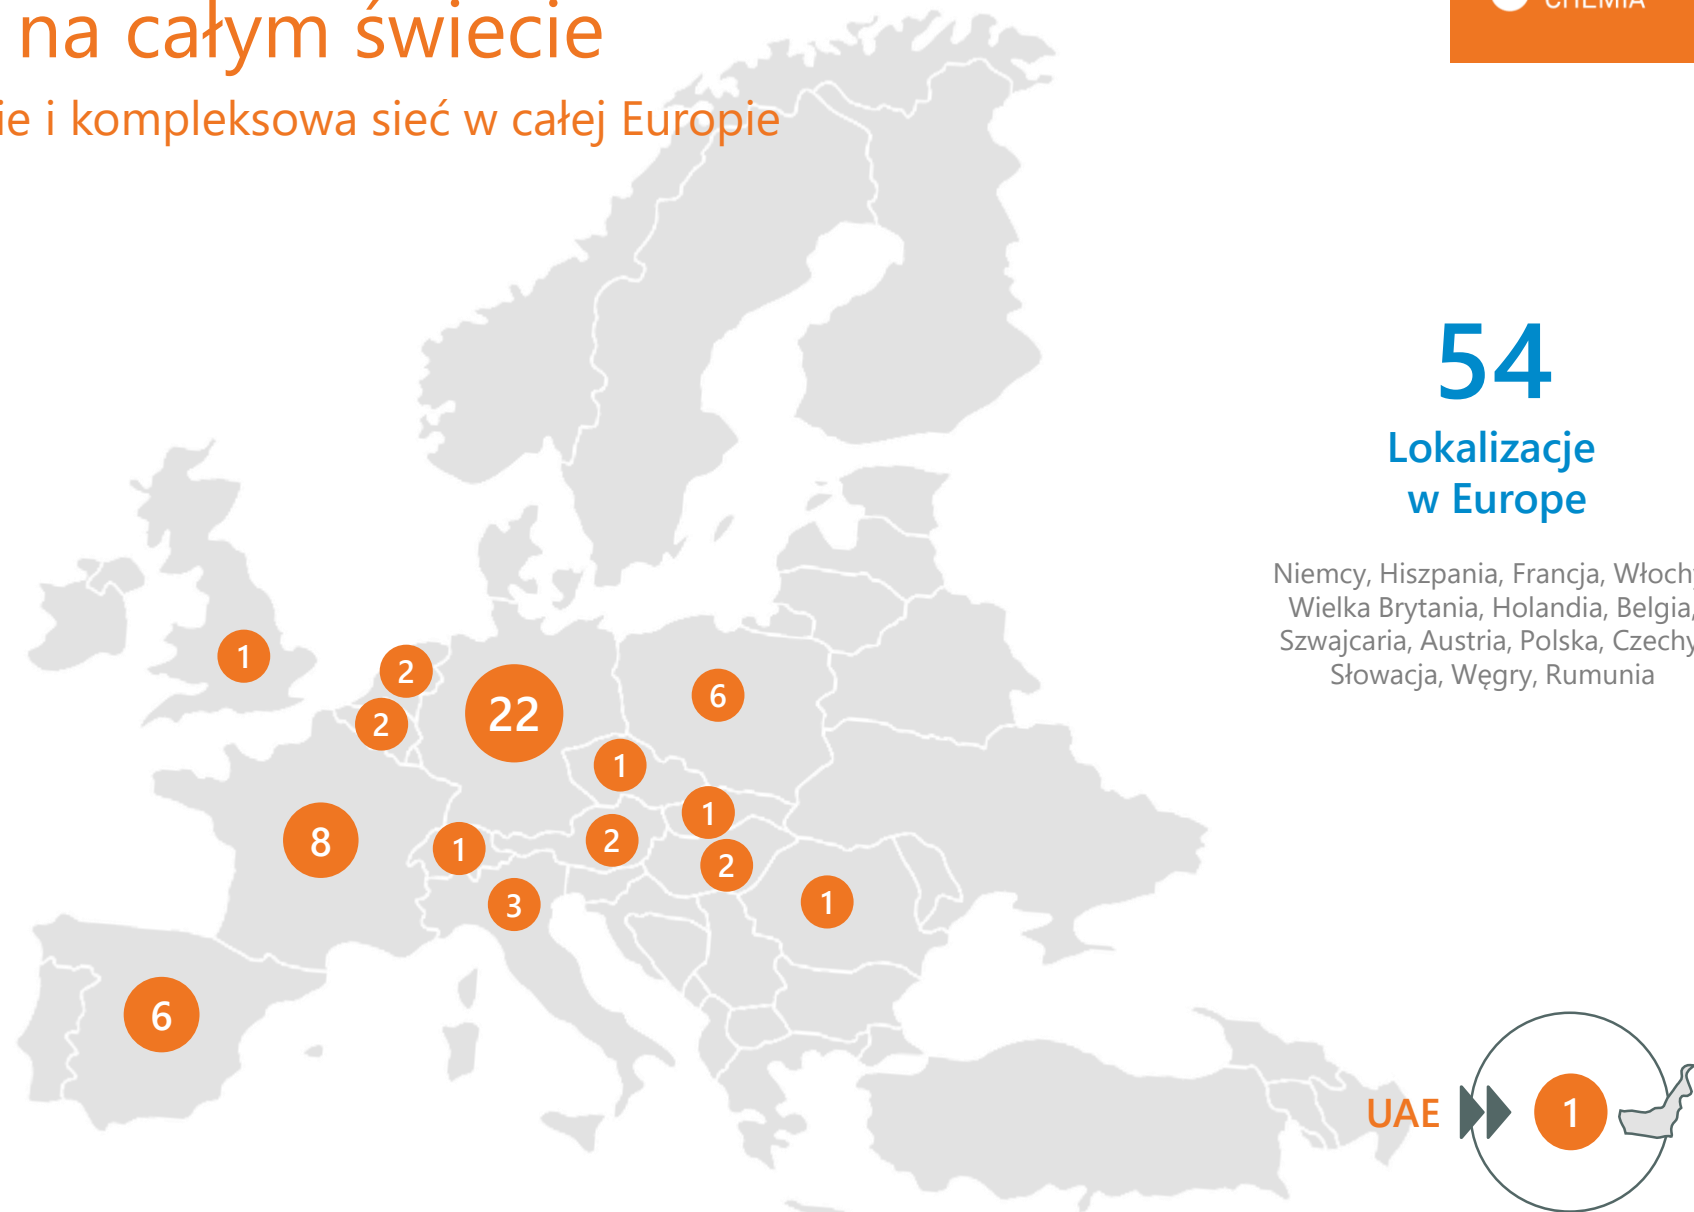 na całym świecie
ie i kompleksowa sieć w całej Europie
CHEMIA
54
Lokalizacje
w Europe
Niemcy, Hiszpania, Francja, Włochy
Wielka Brytania, Holandia, Belgia,
Szwajcaria, Austria, Polska, Czechy
Słowacja, Węgry, Rumunia
1
2
2
22
6
1
1
8
1
2
2
3
1
6
UAE
1